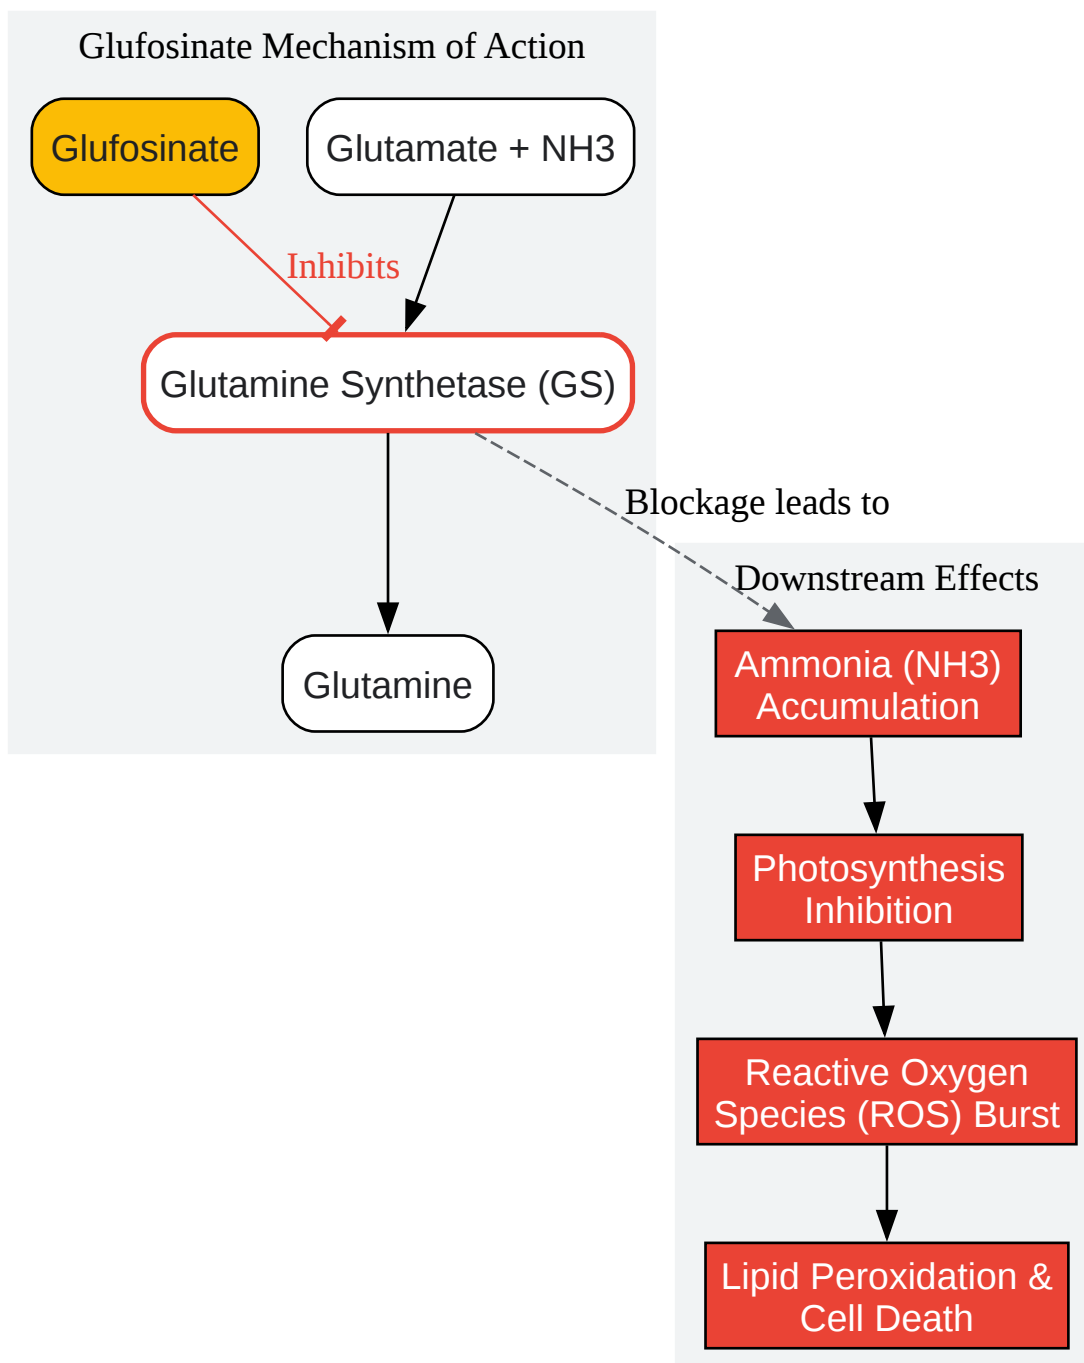 Glufosinate Mechanism of Action
Glufosinate
Glutamate + NH3
Inhibits
Glutamine Synthetase (GS)
Blockage leads to
Downstream Effects
Glutamine
Ammonia (NH3)
Accumulation
Photosynthesis
Inhibition
Reactive Oxygen
Species (ROS) Burst
Lipid Peroxidation &
Cell Death